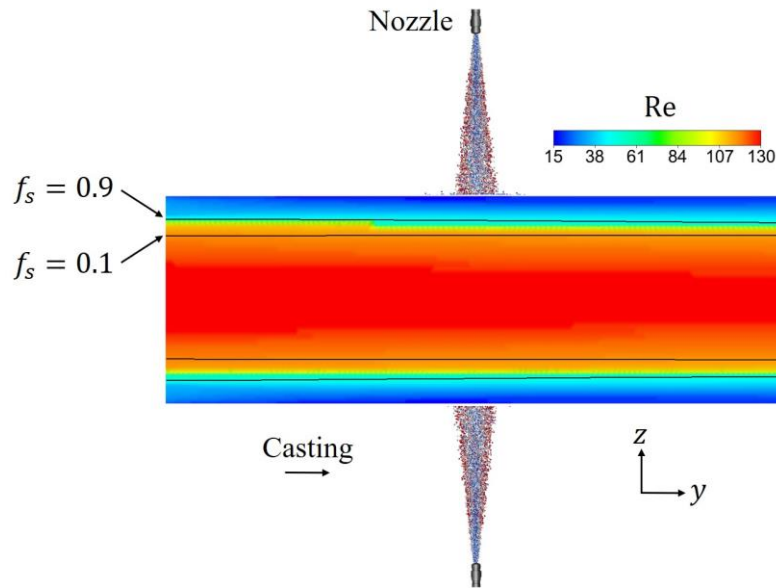 Nozzle
Re
15 38 61 84 107 130
f_s = 0.9
f_s = 0.1
Casting
z
y